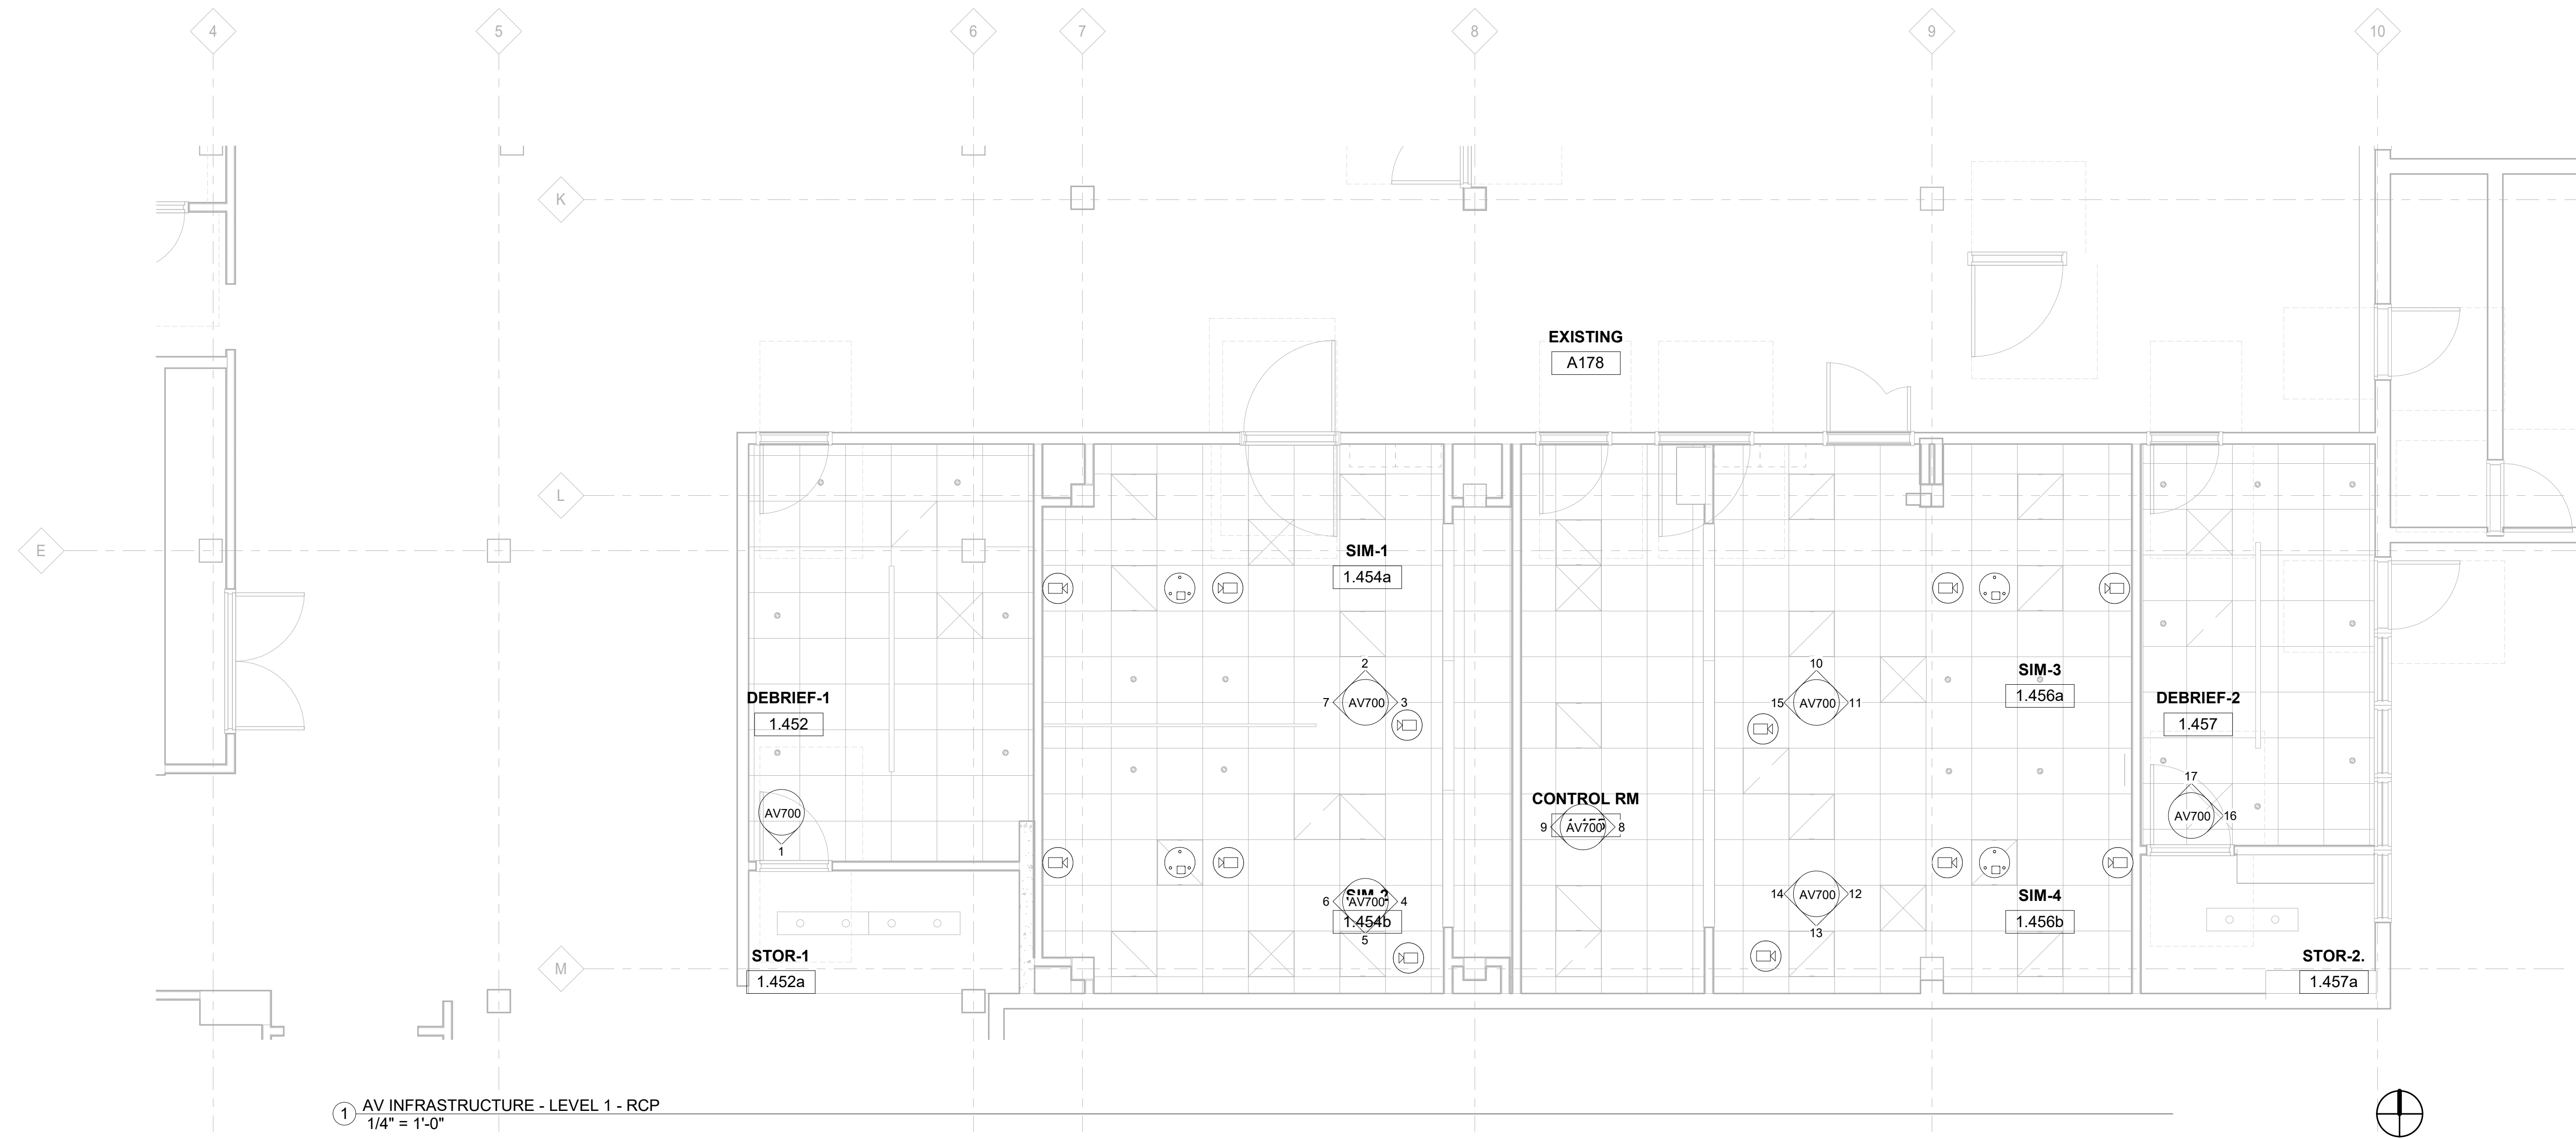 4
5
6
7
8
9
10
K
EXISTING
A178
L
E
SIM-1
1.454a
2
7 AV700 3
10
15 AV700 11
SIM-3
1.456a
DEBRIEF-1
1.452
DEBRIEF-2
1.457
17
AV700 16
CONTROL RM
9 AV700 8
AV700
1
SIM-2
6 AV700 4
1.454b
5
14 AV700 12
13
SIM-4
1.456b
M
STOR-1
1.452a
STOR-2.
1.457a
1 AV INFRASTRUCTURE - LEVEL 1 - RCP
1/4" = 1'-0"